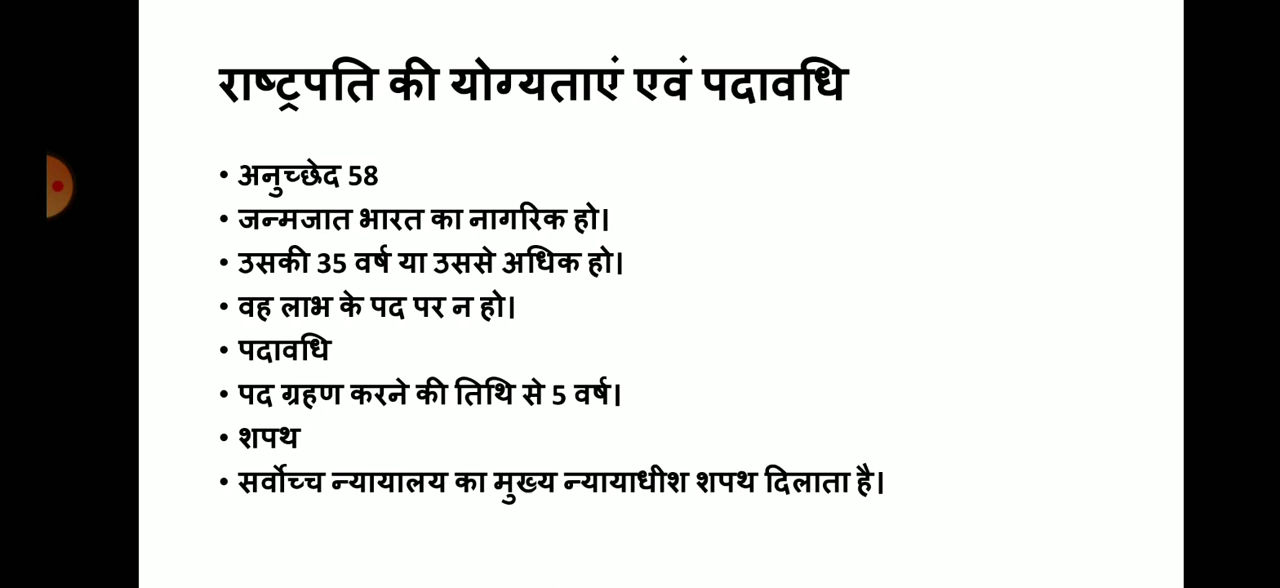 राष्ट्रपति की योग्यताएं एवं पदावधि
• अनुच्छेद 58
• जन्मजात भारत का नागरिक हो।
• उसकी 35 वर्ष या उससे अधिक हो।
• वह लाभ के पद पर न हो।
• पदावधि
• पद ग्रहण करने की तिथि से 5 वर्ष।
• शपथ
• सर्वोच्च न्यायालय का मुख्य न्यायाधीश शपथ दिलाता है।